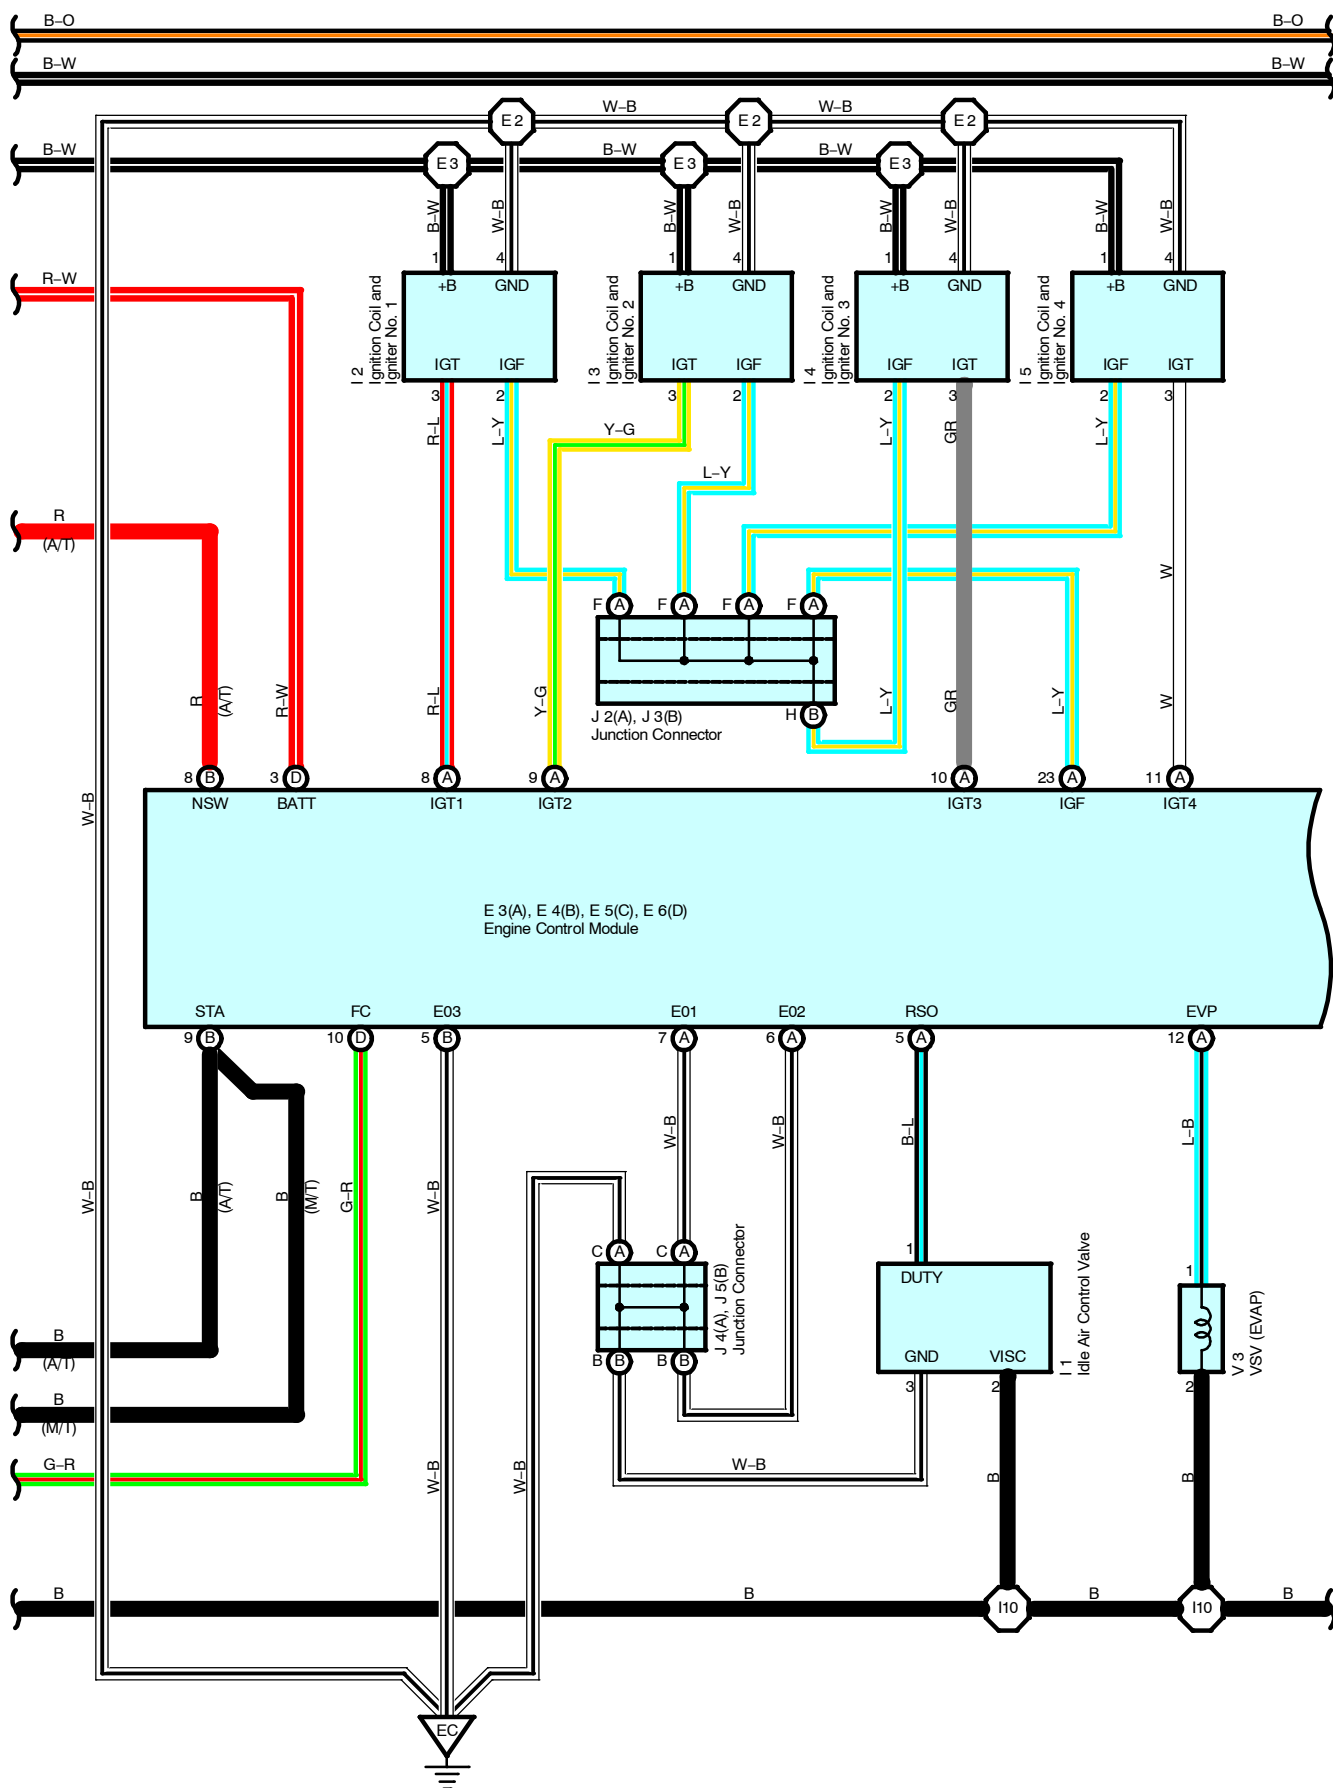 B–O B–O
B–W B–W
W–B W–B
E 2 E 2 E 2
B–W B–W B–W
E 3 E 3 E 3
B–W W–B B–W W–B B–W W–B B–W W–B
1 4 1 4 1 4 1 4
R–W
+B GND +B GND +B GND +B GND
I 2
Ignition Coil and
Igniter No. 1
I 3
Ignition Coil and
Igniter No. 2
I 4
Ignition Coil and
Igniter No. 3
I 5
Ignition Coil and
Igniter No. 4
IGT IGF IGT IGF IGF IGT IGF IGT
3 2 3 2 2 3 2 3
R–L L–Y Y–G L–Y GR L–Y
L–Y
R
(A/T)
W
F A F A F A F A
R (A/T) R–W R–L Y–G L–Y GR L–Y W
H B
J 2(A), J 3(B)
Junction Connector
8 B 3 D 8 A 9 A 10 A 23 A 11 A
NSW BATT IGT1 IGT2 IGT3 IGF IGT4
W–B
E 3(A), E 4(B), E 5(C), E 6(D)
Engine Control Module
STA FC E03 E01 E02 RSO EVP
9 B 10 D 5 B 7 A 6 A 5 A 12 A
W–B W–B B–L L–B
W–B B (A/T) B (M/T) G–R W–B
C A C A
J 4(A), J 5(B)
Junction Connector
1
DUTY
1
I 1
Idle Air Control Valve
V 3
VSV (EVAP)
B
(A/T)
B B B B
GND VISC
3 2 2
B
(M/T)
G–R
W–B W–B W–B B B
B B B B
I10 I10
EC